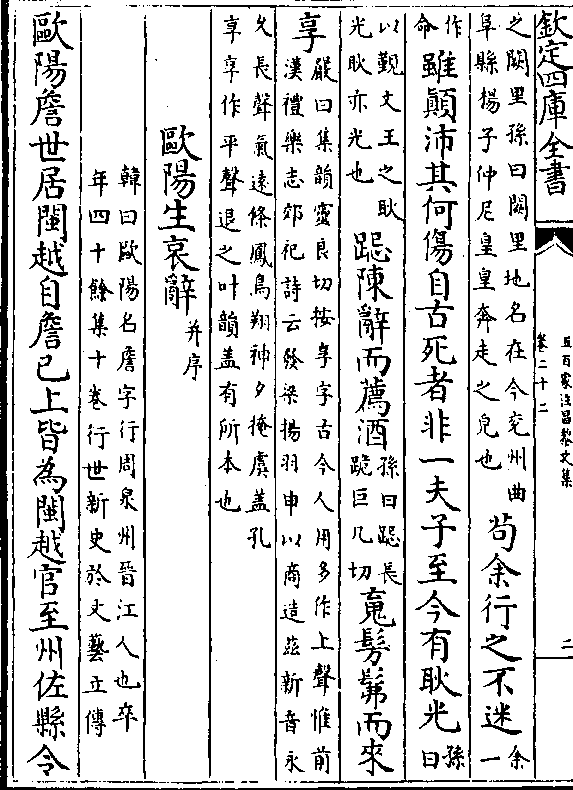 欽定四庫全書
五百家注昌黎文集
卷二十二
二
之闕里孫曰闕里地名在今兖州曲
阜縣楊子仲尼皇皇奔走之皃也
苟余行之不迷
余一
作命
雖顛沛其何傷自古死者非一夫子至今有耿光
孫曰
以覲文王之耿
光耿亦光也
跽陳辭而薦酒
孫曰跽長
跪巨几切
䰟髣髴而來
享
嚴曰集韻虛良切按享字古今人用多作上聲惟前
漢禮樂志郊祀詩云發梁揚羽申以商造茲新音永
久長聲氣遠條鳳鳥翔神夕掩虞蓋孔
享享作平聲退之叶韻蓋有所本也
歐陽生哀辭
并序
韓曰歐陽名詹字行周泉州晉江人也卒
年四十餘集十卷行世新史於文藝立傳
歐陽詹世居閩越自詹已上皆為閩越官至州佐縣令